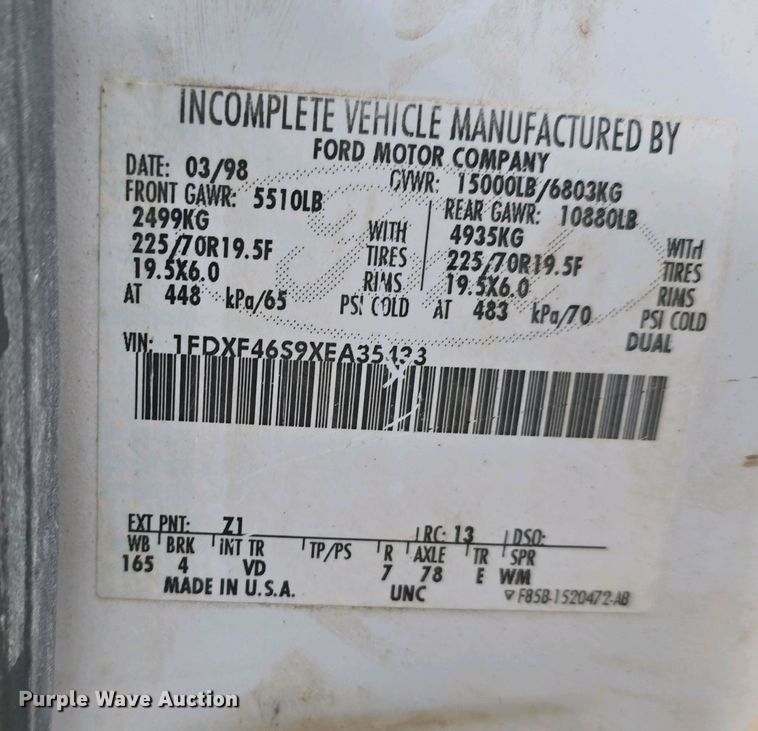 INCOMPLETE VEHICLE MANUFACTURED BY
FORD MOTOR COMPANY
DATE: 03/98 GVWR: 15000LB/6803KG
FRONT GAWR: 5510LB REAR GAWR: 10880LB
2499KG WITH 4935KG WITH
225/70R19.5F TIRES 225/70R19.5F TIRES
19.5X6.0 RIMS 19.5X6.0 RIMS
AT 448 kPa/65 PSI COLD AT 483 kPa/70 PSI COLD
DUAL
VIN: 1FDXF46S9XEA35433
EXT PNT: Z1 RC: 13 DSO:
WB BRK INT TR TP/PS R AXLE TR SPR
165 4 VD 7 78 E WM
MADE IN U.S.A. UNC F85B-1520472-AB
Purple Wave Auction